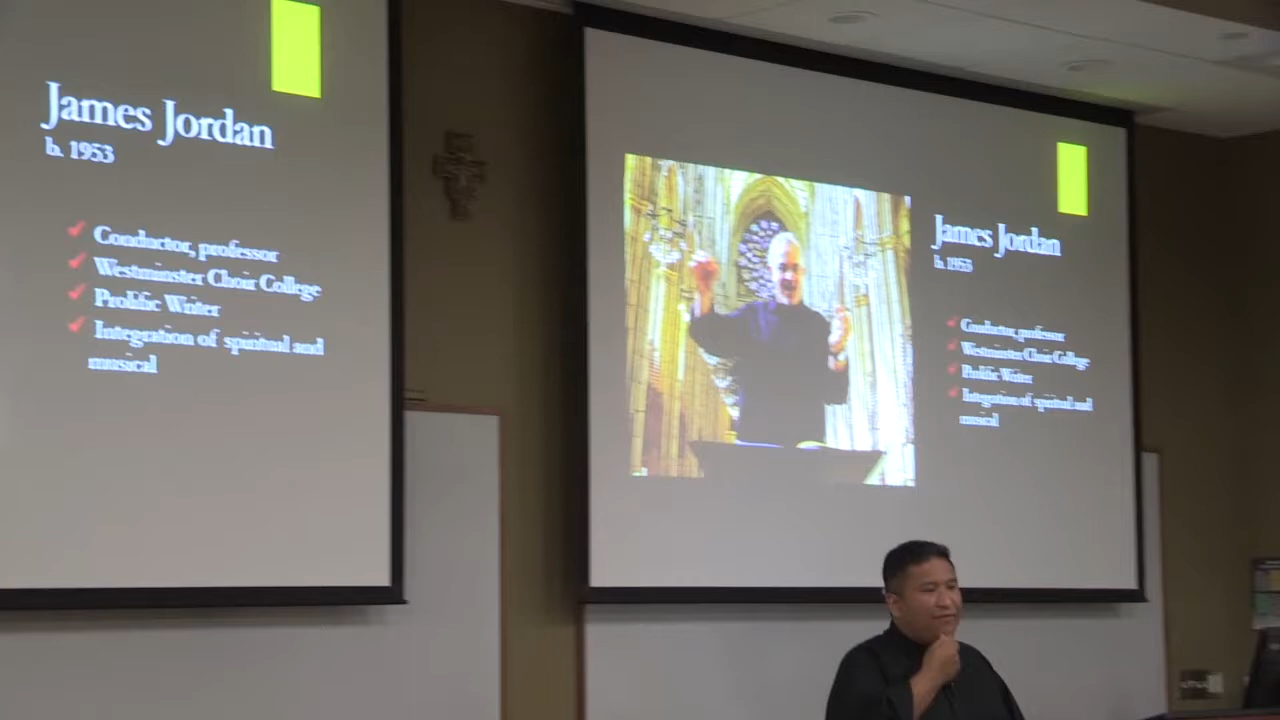 James Jordan
b. 1953
Conductor, professor
Westminster Choir College
Prolific Writer
Integration of spiritual and
musical
James Jordan
b. 1953
Conductor, professor
Westminster Choir College
Prolific Writer
Integration of spiritual and
musical